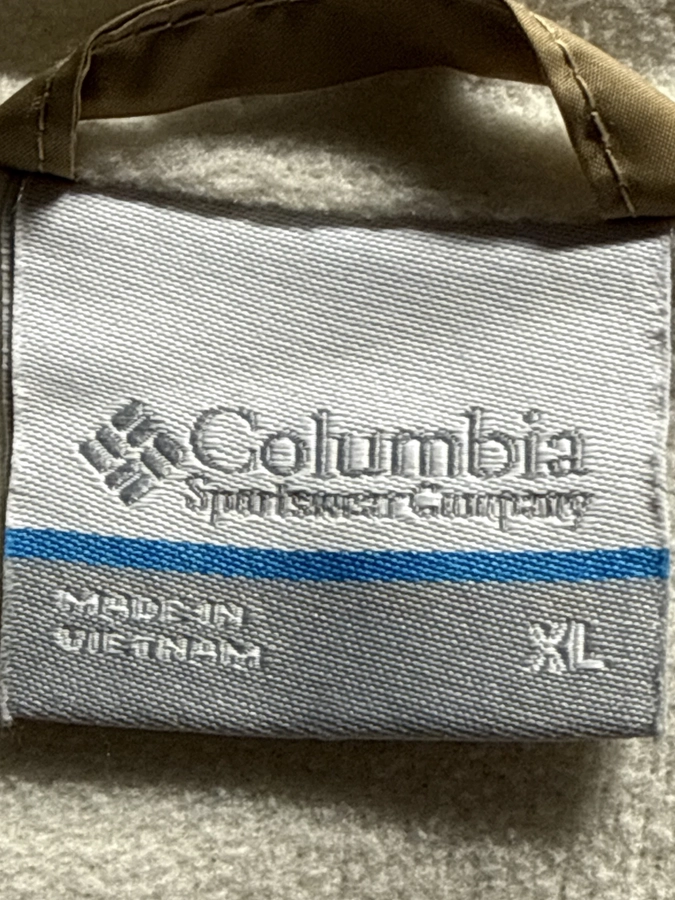 Columbia
Sportswear Company
MADE IN
VIETNAM
XL